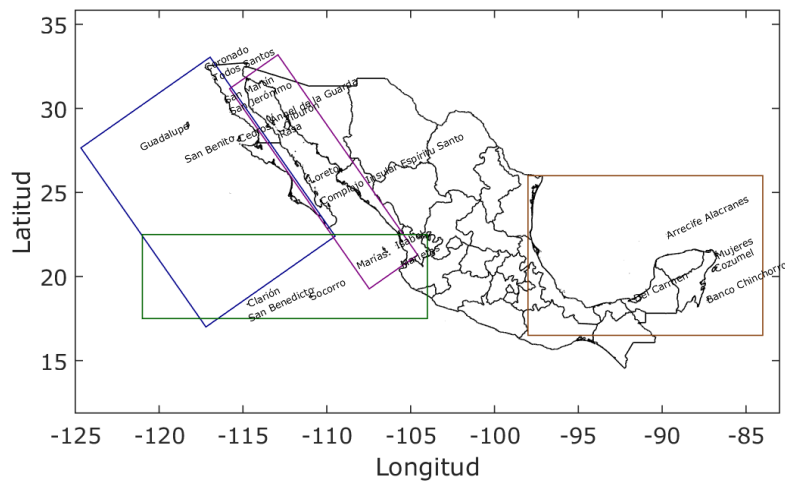 35
30
25
20
15
Latitud
-125
-120
-115
-110
-105
-100
-95
-90
-85
Longitud
Coronado
Todos Santos
San Martín
San Jerónimo
Ángel de la Guarda
Tiburón
Rasa
Guadalupe
San Benito
Cedros
Loreto
Complejo Insular Espíritu Santo
Marías
Isabel
Marietas
Clarión
San Benedicto
Socorro
Arrecife Alacranes
Mujeres
Cozumel
Del Carmen
Banco Chinchorro